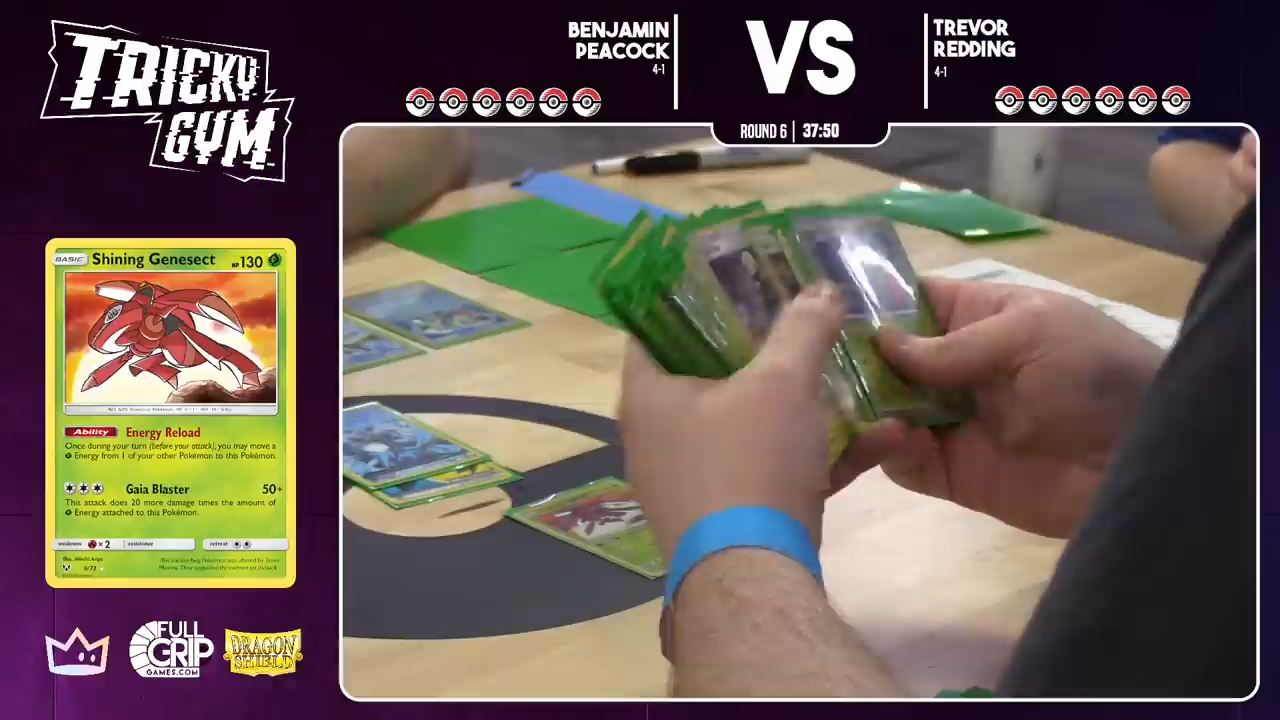 TRICKY
GYM
BENJAMIN
PEACOCK
4-1
VS
TREVOR
REDDING
4-1
ROUND 6 | 37:50
BASIC Shining Genesect HP 130
Ability Energy Reload
Once during your turn (before your attack), you may move a
Energy from 1 of your other Pokémon to this Pokémon.
Gaia Blaster 50+
This attack does 20 more damage times the amount of
Energy attached to this Pokémon.
weakness ×2 resistance retreat
FULL
GRIP
GAMES.COM
DRAGON
SHIELD